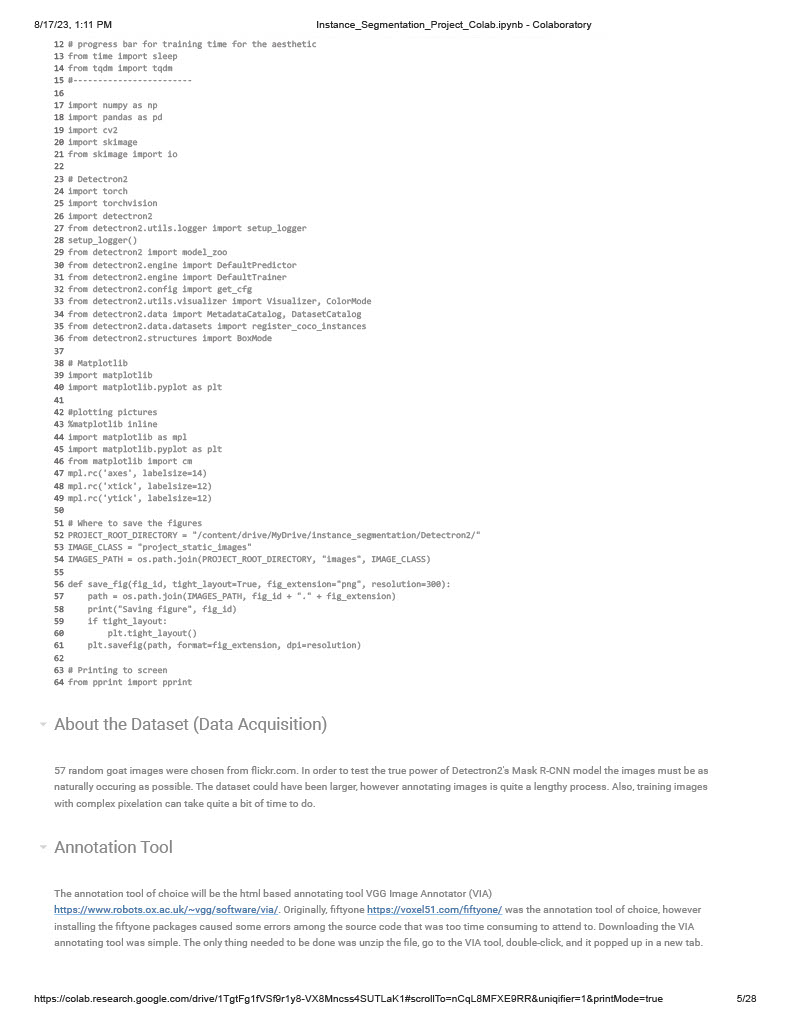 8/17/23, 1:11 PM Instance_Segmentation_Project_Colab.ipynb - Colaboratory
12 # progress bar for training time for the aesthetic
13 from time import sleep
14 from tqdm import tqdm
15 #------------------------
16
17 import numpy as np
18 import pandas as pd
19 import cv2
20 import skimage
21 from skimage import io
22
23 # Detectron2
24 import torch
25 import torchvision
26 import detectron2
27 from detectron2.utils.logger import setup_logger
28 setup_logger()
29 from detectron2 import model_zoo
30 from detectron2.engine import DefaultPredictor
31 from detectron2.engine import DefaultTrainer
32 from detectron2.config import get_cfg
33 from detectron2.utils.visualizer import Visualizer, ColorMode
34 from detectron2.data import MetadataCatalog, DatasetCatalog
35 from detectron2.data.datasets import register_coco_instances
36 from detectron2.structures import BoxMode
37
38 # Matplotlib
39 import matplotlib
40 import matplotlib.pyplot as plt
41
42 #plotting pictures
43 %matplotlib inline
44 import matplotlib as mpl
45 import matplotlib.pyplot as plt
46 from matplotlib import cm
47 mpl.rc('axes', labelsize=14)
48 mpl.rc('xtick', labelsize=12)
49 mpl.rc('ytick', labelsize=12)
50
51 # Where to save the figures
52 PROJECT_ROOT_DIRECTORY = "/content/drive/MyDrive/instance_segmentation/Detectron2/"
53 IMAGE_CLASS = "project_static_images"
54 IMAGES_PATH = os.path.join(PROJECT_ROOT_DIRECTORY, "images", IMAGE_CLASS)
55
56 def save_fig(fig_id, tight_layout=True, fig_extension="png", resolution=300):
57     path = os.path.join(IMAGES_PATH, fig_id + "." + fig_extension)
58     print("Saving figure", fig_id)
59     if tight_layout:
60         plt.tight_layout()
61     plt.savefig(path, format=fig_extension, dpi=resolution)
62
63 # Printing to screen
64 from pprint import pprint
About the Dataset (Data Acquisition)
57 random goat images were chosen from flickr.com. In order to test the true power of Detectron2's Mask R-CNN model the images must be as
naturally occuring as possible. The dataset could have been larger, however annotating images is quite a lengthy process. Also, training images
with complex pixelation can take quite a bit of time to do.
Annotation Tool
The annotation tool of choice will be the html based annotating tool VGG Image Annotator (VIA)
https://www.robots.ox.ac.uk/~vgg/software/via/. Originally, fiftyone https://voxel51.com/fiftyone/ was the annotation tool of choice, however
installing the fiftyone packages caused some errors among the source code that was too time consuming to attend to. Downloading the VIA
annotating tool was simple. The only thing needed to be done was unzip the file, go to the VIA tool, double-click, and it popped up in a new tab.
https://colab.research.google.com/drive/1TgtFg1fVSf9r1y8-VX8Mncss4SUTLaK1#scrollTo=nCqL8MFXE9RR&uniqifier=1&printMode=true 5/28